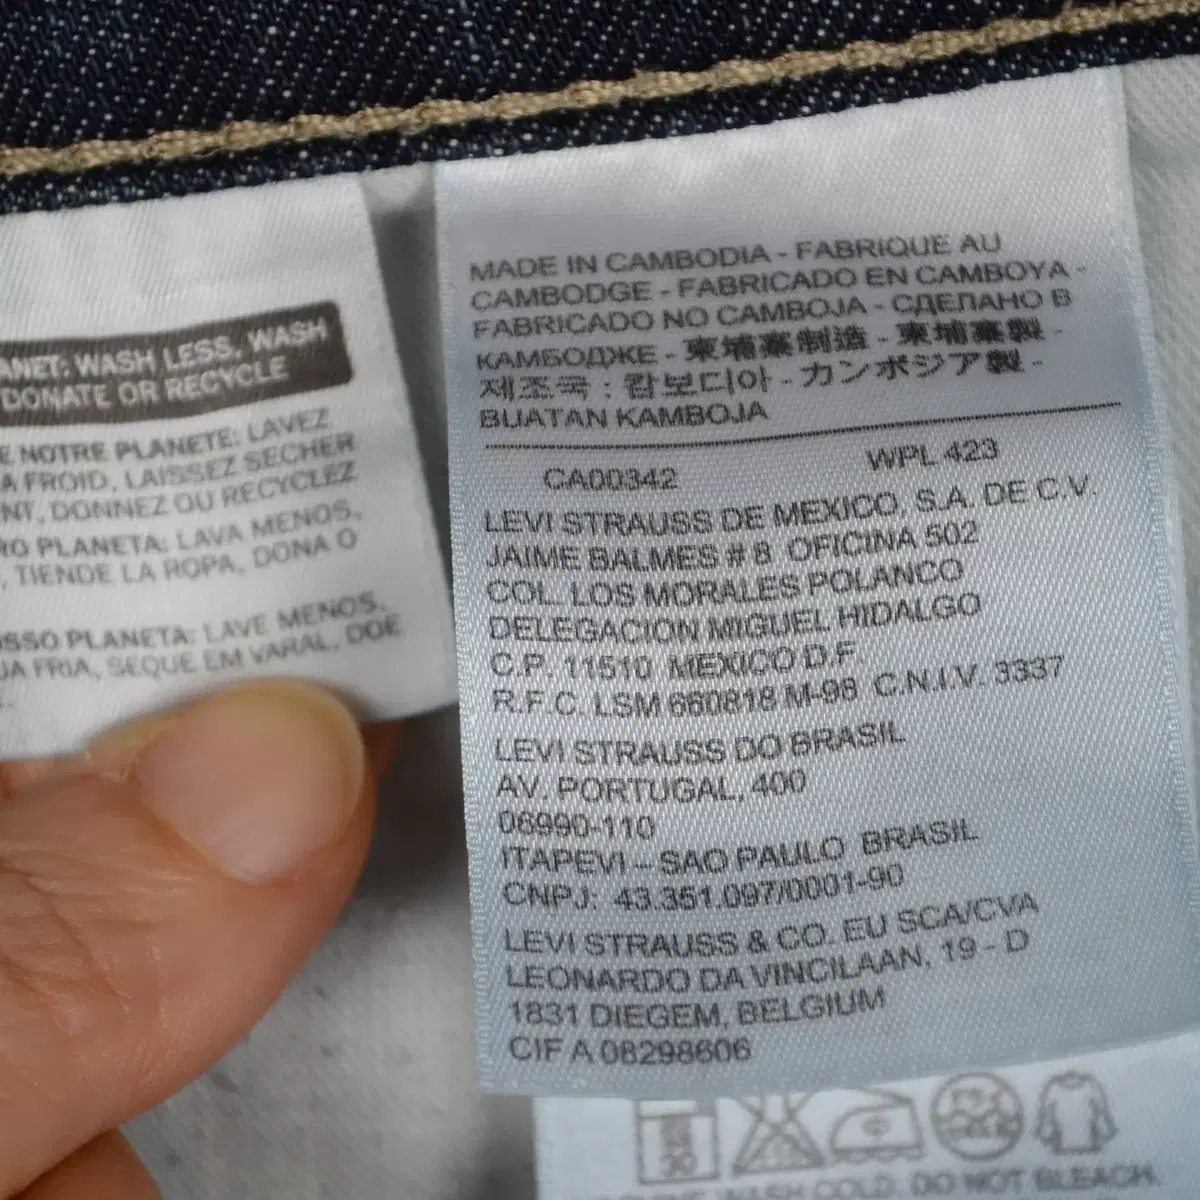 ANET: WASH LESS, WASH
DONATE OR RECYCLE
E NOTRE PLANETE: LAVEZ
A FROID, LAISSEZ SECHER
NT, DONNEZ OU RECYCLEZ
RO PLANETA: LAVA MENOS,
, TIENDE LA ROPA, DONA O
OSSO PLANETA: LAVE MENOS,
UA FRIA, SEQUE EM VARAL, DOE
MADE IN CAMBODIA - FABRIQUE AU
CAMBODGE - FABRICADO EN CAMBOYA -
FABRICADO NO CAMBOJA - СДЕЛАНО В
КАМБОДЖЕ - 柬埔寨制造 - 柬埔寨製 -
제조국 : 캄보디아 - カンボジア製 -
BUATAN KAMBOJA
CA00342 WPL 423
LEVI STRAUSS DE MEXICO, S.A. DE C.V.
JAIME BALMES # 8 OFICINA 502
COL. LOS MORALES POLANCO
DELEGACION MIGUEL HIDALGO
C.P. 11510 MEXICO D.F.
R.F.C. LSM 660818 M-98 C.N.I.V. 3337
LEVI STRAUSS DO BRASIL
AV. PORTUGAL, 400
06990-110
ITAPEVI – SAO PAULO BRASIL
CNPJ: 43.351.097/0001-90
LEVI STRAUSS & CO. EU SCA/CVA
LEONARDO DA VINCILAAN, 19 - D
1831 DIEGEM, BELGIUM
CIF A 08298606
30
WASH COLD. DO NOT BLEACH.